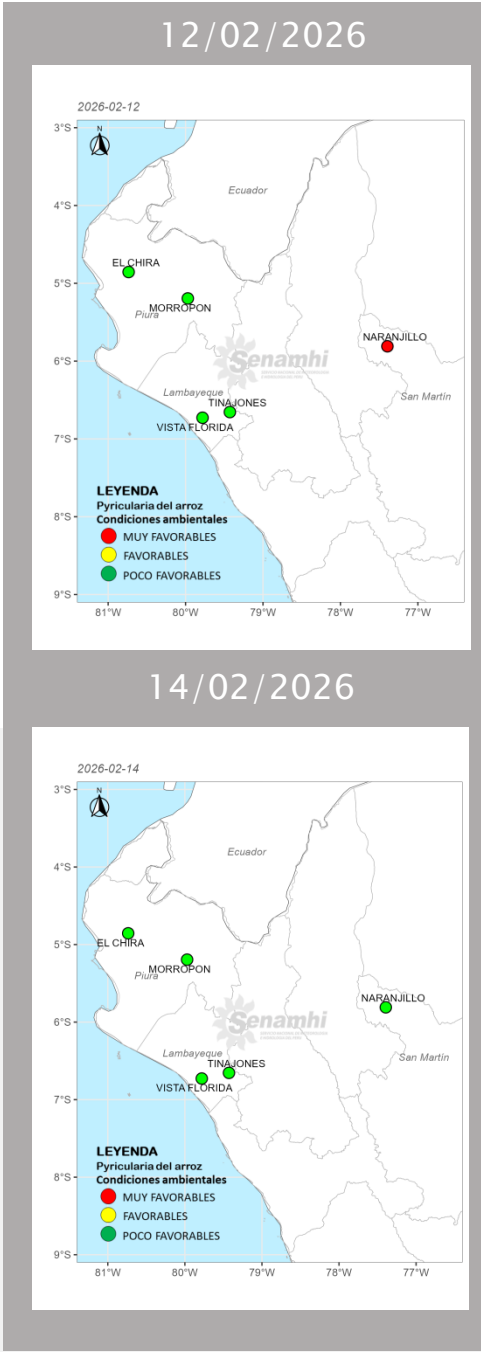 12/02/2026
2026-02-12
N
3°S
4°S
5°S
6°S
7°S
8°S
9°S
Ecuador
EL CHIRA
MORROPON
Piura
NARANJILLO
Senamhi
Lambayeque
San Martín
TINAJONES
VISTA FLORIDA
LEYENDA
Pyricularia del arroz
Condiciones ambientales
MUY FAVORABLES
FAVORABLES
POCO FAVORABLES
81°W 80°W 79°W 78°W 77°W
14/02/2026
2026-02-14
N
3°S
4°S
5°S
6°S
7°S
8°S
9°S
Ecuador
EL CHIRA
MORROPON
Piura
NARANJILLO
Senamhi
Lambayeque
San Martín
TINAJONES
VISTA FLORIDA
LEYENDA
Pyricularia del arroz
Condiciones ambientales
MUY FAVORABLES
FAVORABLES
POCO FAVORABLES
81°W 80°W 79°W 78°W 77°W